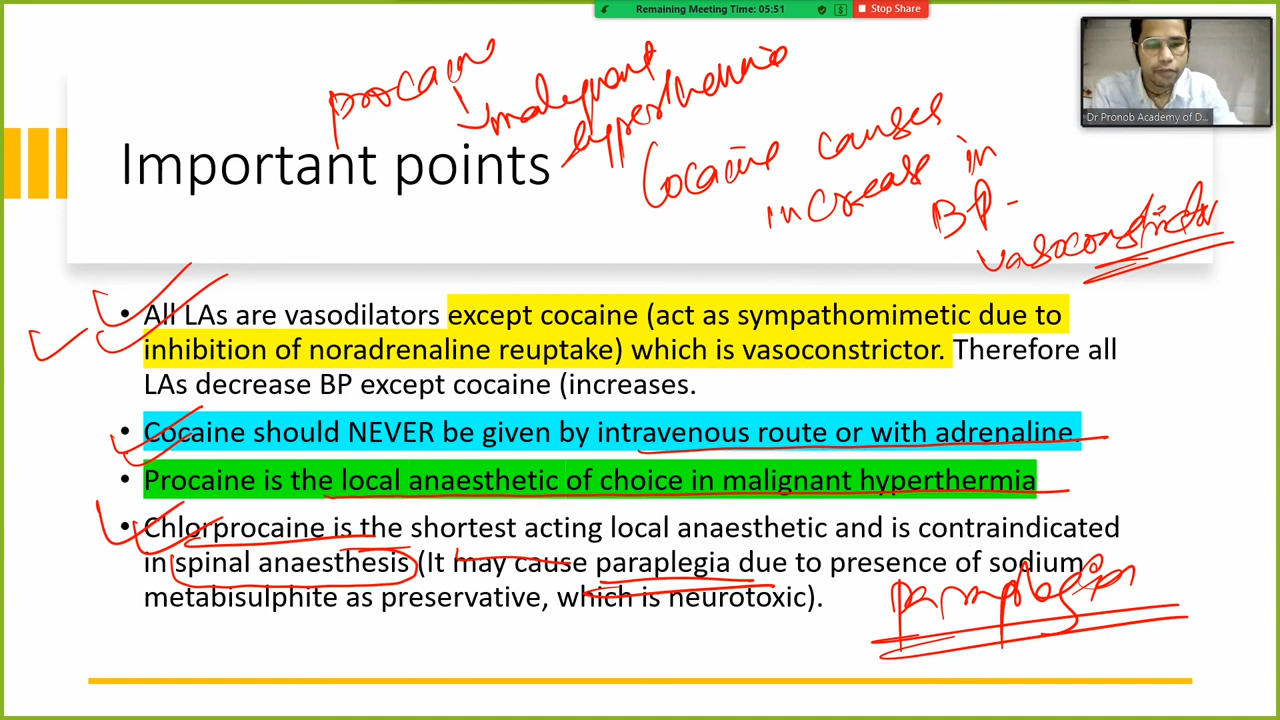 Remaining Meeting Time: 05:51
Stop Share
Dr Pronob Academy of D...
procaine
malignant
hyperthermia
Cocaine causes
increase in
BP -
vasoconstrictor
Important points
• All LAs are vasodilators except cocaine (act as sympathomimetic due to
inhibition of noradrenaline reuptake) which is vasoconstrictor. Therefore all
LAs decrease BP except cocaine (increases.
• Cocaine should NEVER be given by intravenous route or with adrenaline.
• Procaine is the local anaesthetic of choice in malignant hyperthermia
• Chlorprocaine is the shortest acting local anaesthetic and is contraindicated
in spinal anaesthesis (It may cause paraplegia due to presence of sodium
metabisulphite as preservative, which is neurotoxic).
paraplegia